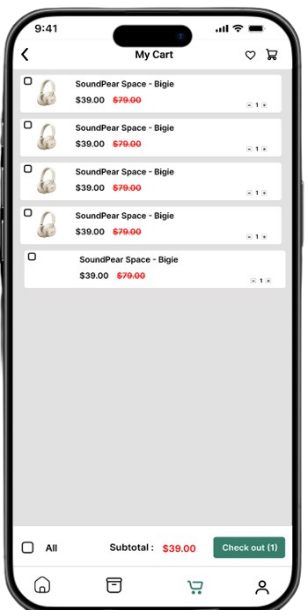 9:41
My Cart
SoundPear Space - Bigie
$39.00 $79.00
- 1 +
SoundPear Space - Bigie
$39.00 $79.00
- 1 +
SoundPear Space - Bigie
$39.00 $79.00
- 1 +
SoundPear Space - Bigie
$39.00 $79.00
- 1 +
SoundPear Space - Bigie
$39.00 $79.00
- 1 +
All Subtotal : $39.00 Check out (1)